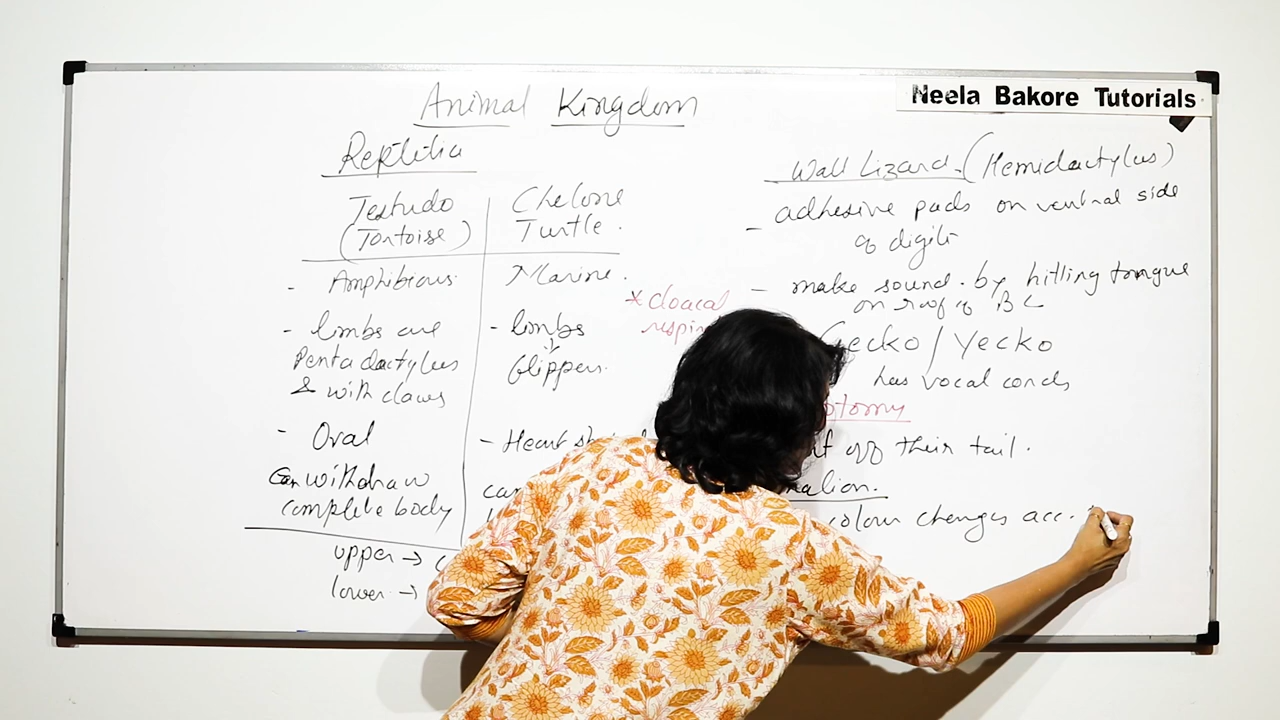 Neela Bakore Tutorials
Animal Kingdom
Reptilia
Testudo
(Tortoise)
Chelone
Turtle.
- Amphibious
Marine.
- limbs are
Pentadactylus
& with claws
- limbs
flippers.
* cloacal
- Oral
Can withdraw
complete body
- Heart
upper →
lower →
Wall Lizard. (Hemidactylus)
- adhesive pads on ventral side
of digits
- make sound. by hitling tongue
on roof of BC
Gecko / Yecko
has vocal cords
off their tail.
colour changes acc.